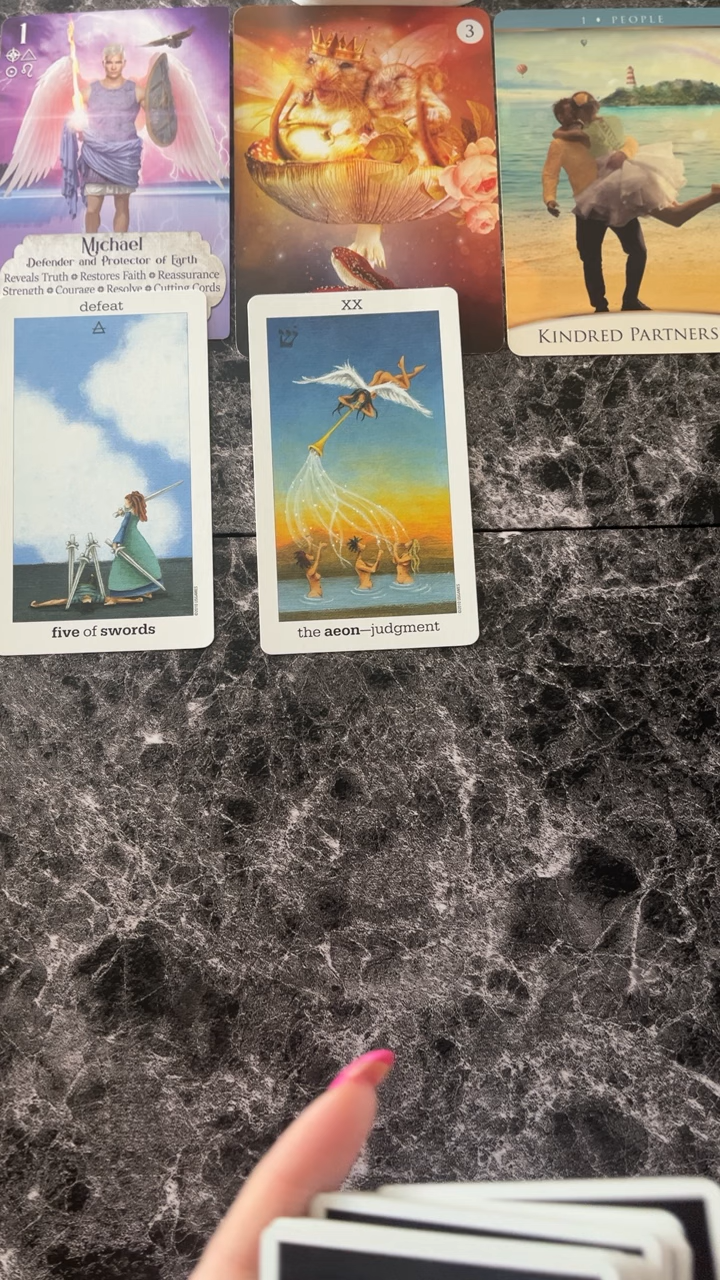 1
Michael
Defender and Protector of Earth
Reveals Truth Restores Faith Reassurance
Strength Courage Resolve Cutting Cords
3
1 • PEOPLE
KINDRED PARTNERS
defeat
five of swords
XX
ש
the aeon—judgment